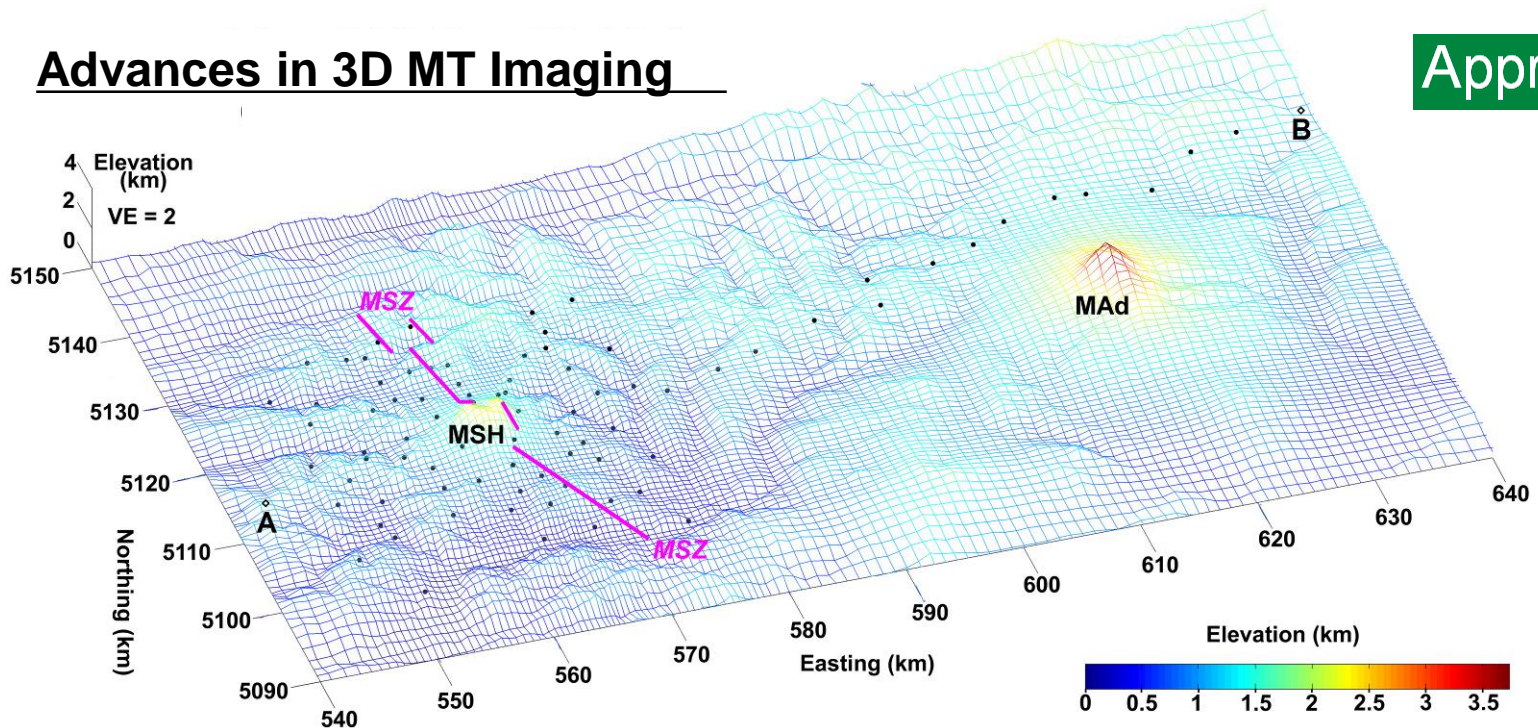 Advances in 3D MT Imaging
Appr
B
4
Elevation
(km)
2
VE = 2
0
5150
MSZ
MAd
5140
5130
MSH
5120
640
A
630
MSZ
5110
620
610
Northing (km)
600
5100
590
580
Elevation (km)
570
Easting (km)
560
5090
550
540
0 0.5 1 1.5 2 2.5 3 3.5